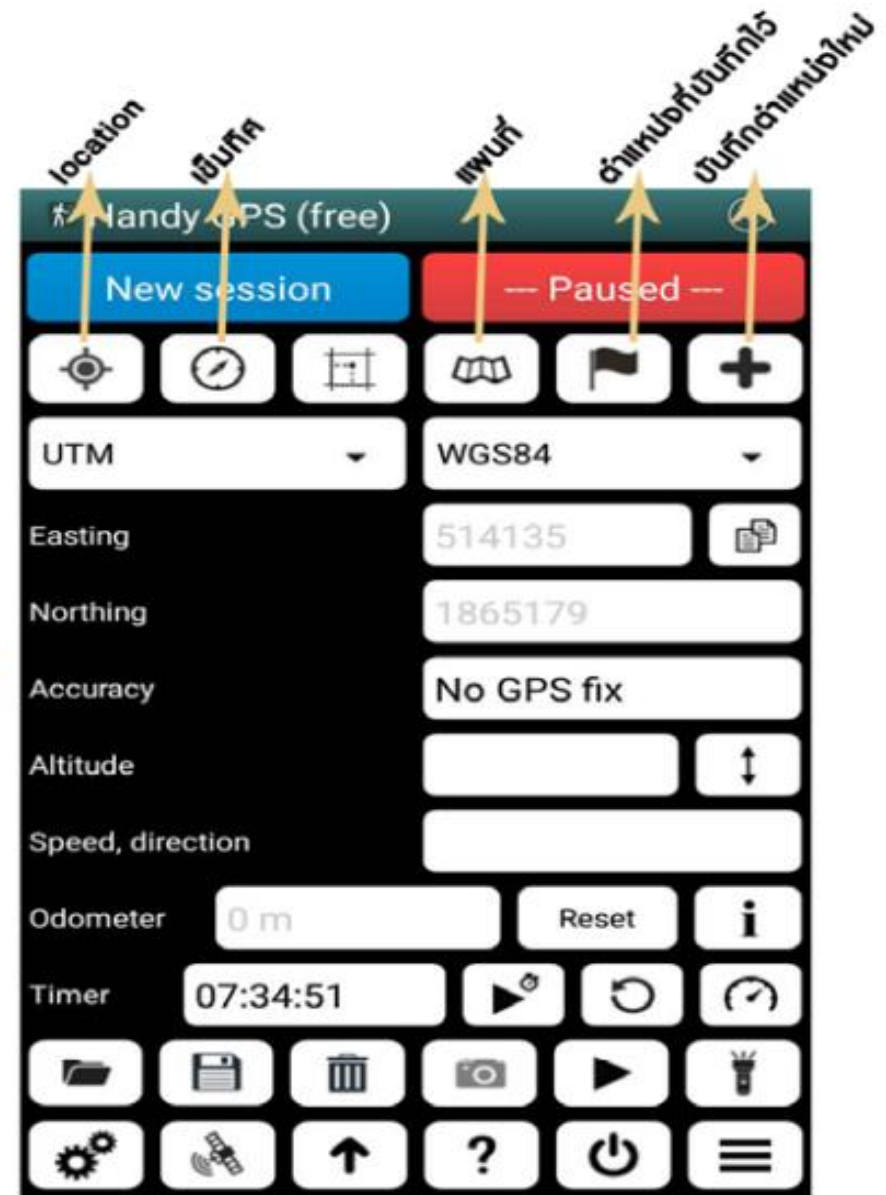 location
เข็มทิศ
แผนที่
ตำแหน่งที่บันทึกไว้
บันทึกตำแหน่งใหม่
Handy GPS (free)
New session
--- Paused ---
UTM
WGS84
Easting
514135
Northing
1865179
Accuracy
No GPS fix
Altitude
Speed, direction
Odometer
0 m
Reset
i
Timer
07:34:51
?